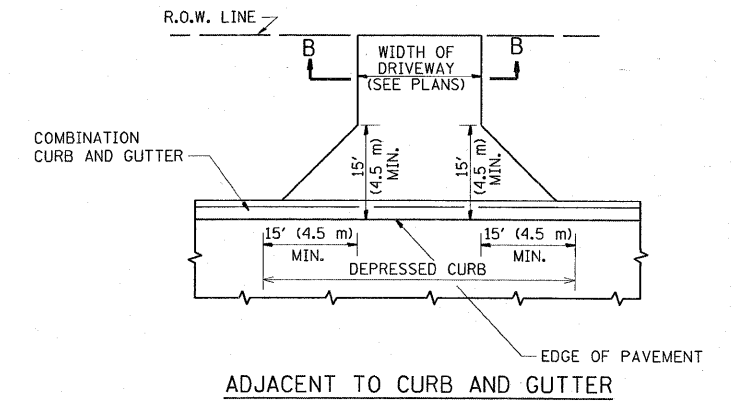 R.O.W. LINE
B
B
WIDTH OF
DRIVEWAY
(SEE PLANS)
COMBINATION
CURB AND GUTTER
15'
(4.5 m)
MIN.
15'
(4.5 m)
MIN.
15' (4.5 m)
MIN.
15' (4.5 m)
MIN.
DEPRESSED CURB
EDGE OF PAVEMENT
ADJACENT TO CURB AND GUTTER